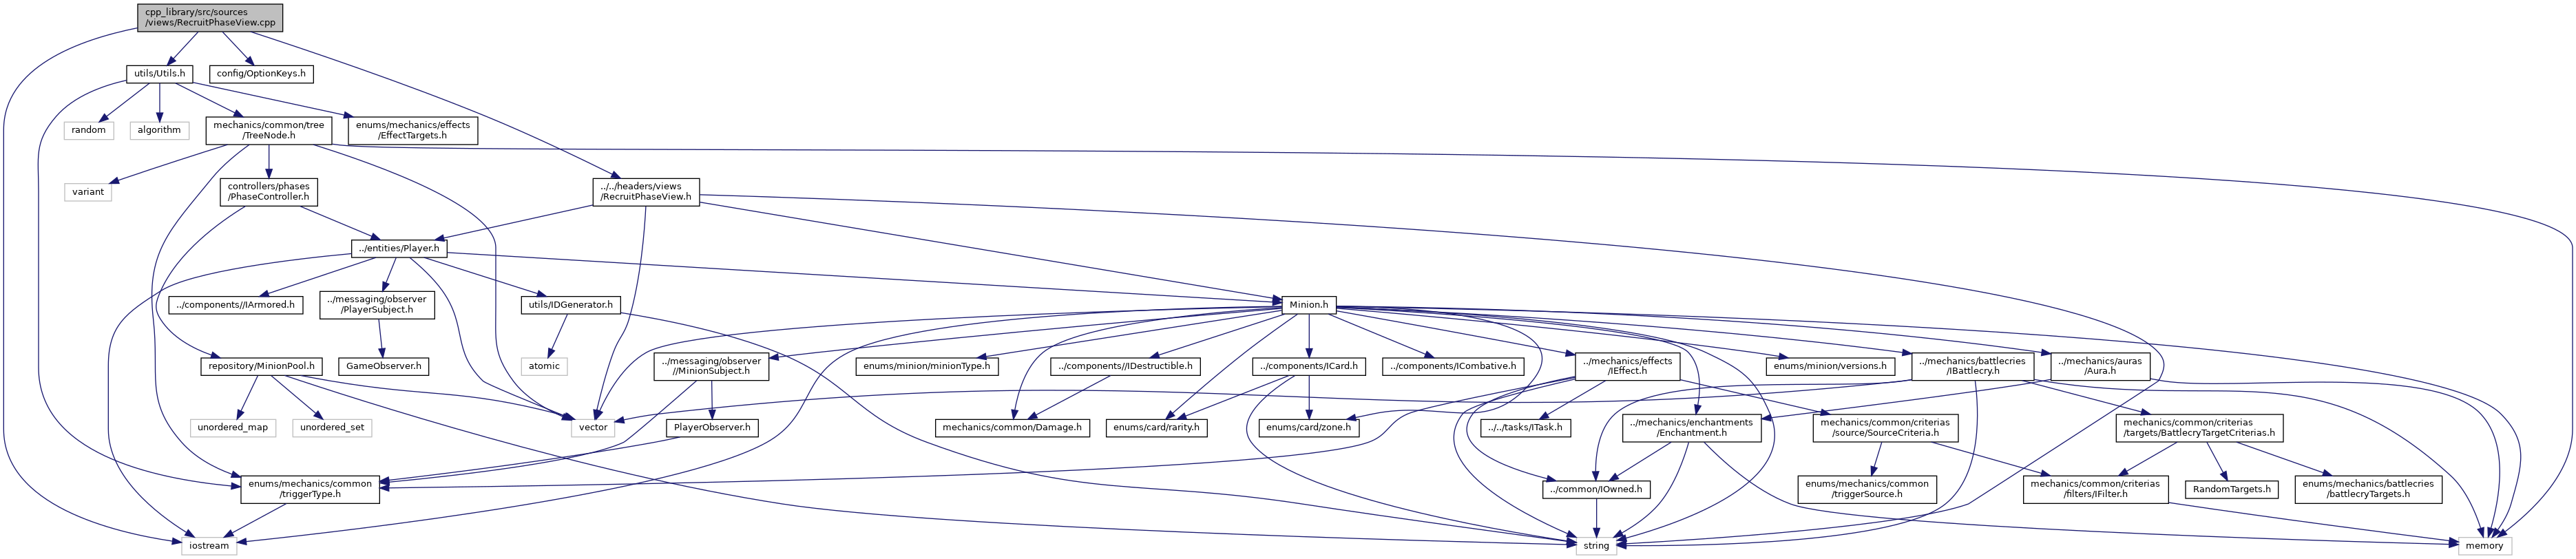 cpp_library/src/sources
/views/RecruitPhaseView.cpp
utils/Utils.h
config/OptionKeys.h
random
algorithm
mechanics/common/tree
/TreeNode.h
enums/mechanics/effects
/EffectTargets.h
variant
controllers/phases
/PhaseController.h
../../headers/views
/RecruitPhaseView.h
../entities/Player.h
../components//IArmored.h
../messaging/observer
/PlayerSubject.h
utils/IDGenerator.h
Minion.h
repository/MinionPool.h
GameObserver.h
atomic
../messaging/observer
//MinionSubject.h
enums/minion/minionType.h
../components//IDestructible.h
../components/ICard.h
../components/ICombative.h
../mechanics/effects
/IEffect.h
enums/minion/versions.h
../mechanics/battlecries
/IBattlecry.h
../mechanics/auras
/Aura.h
unordered_map
unordered_set
vector
PlayerObserver.h
mechanics/common/Damage.h
enums/card/rarity.h
enums/card/zone.h
../../tasks/ITask.h
../mechanics/enchantments
/Enchantment.h
mechanics/common/criterias
/source/SourceCriteria.h
mechanics/common/criterias
/targets/BattlecryTargetCriterias.h
enums/mechanics/common
/triggerType.h
../common/IOwned.h
enums/mechanics/common
/triggerSource.h
mechanics/common/criterias
/filters/IFilter.h
RandomTargets.h
enums/mechanics/battlecries
/battlecryTargets.h
iostream
string
memory